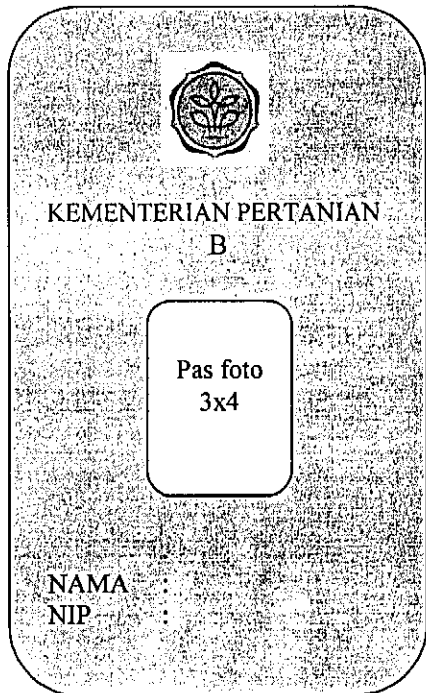 KEMENTERIAN PERTANIAN
B
Pas foto
3x4
NAMA :
NIP :